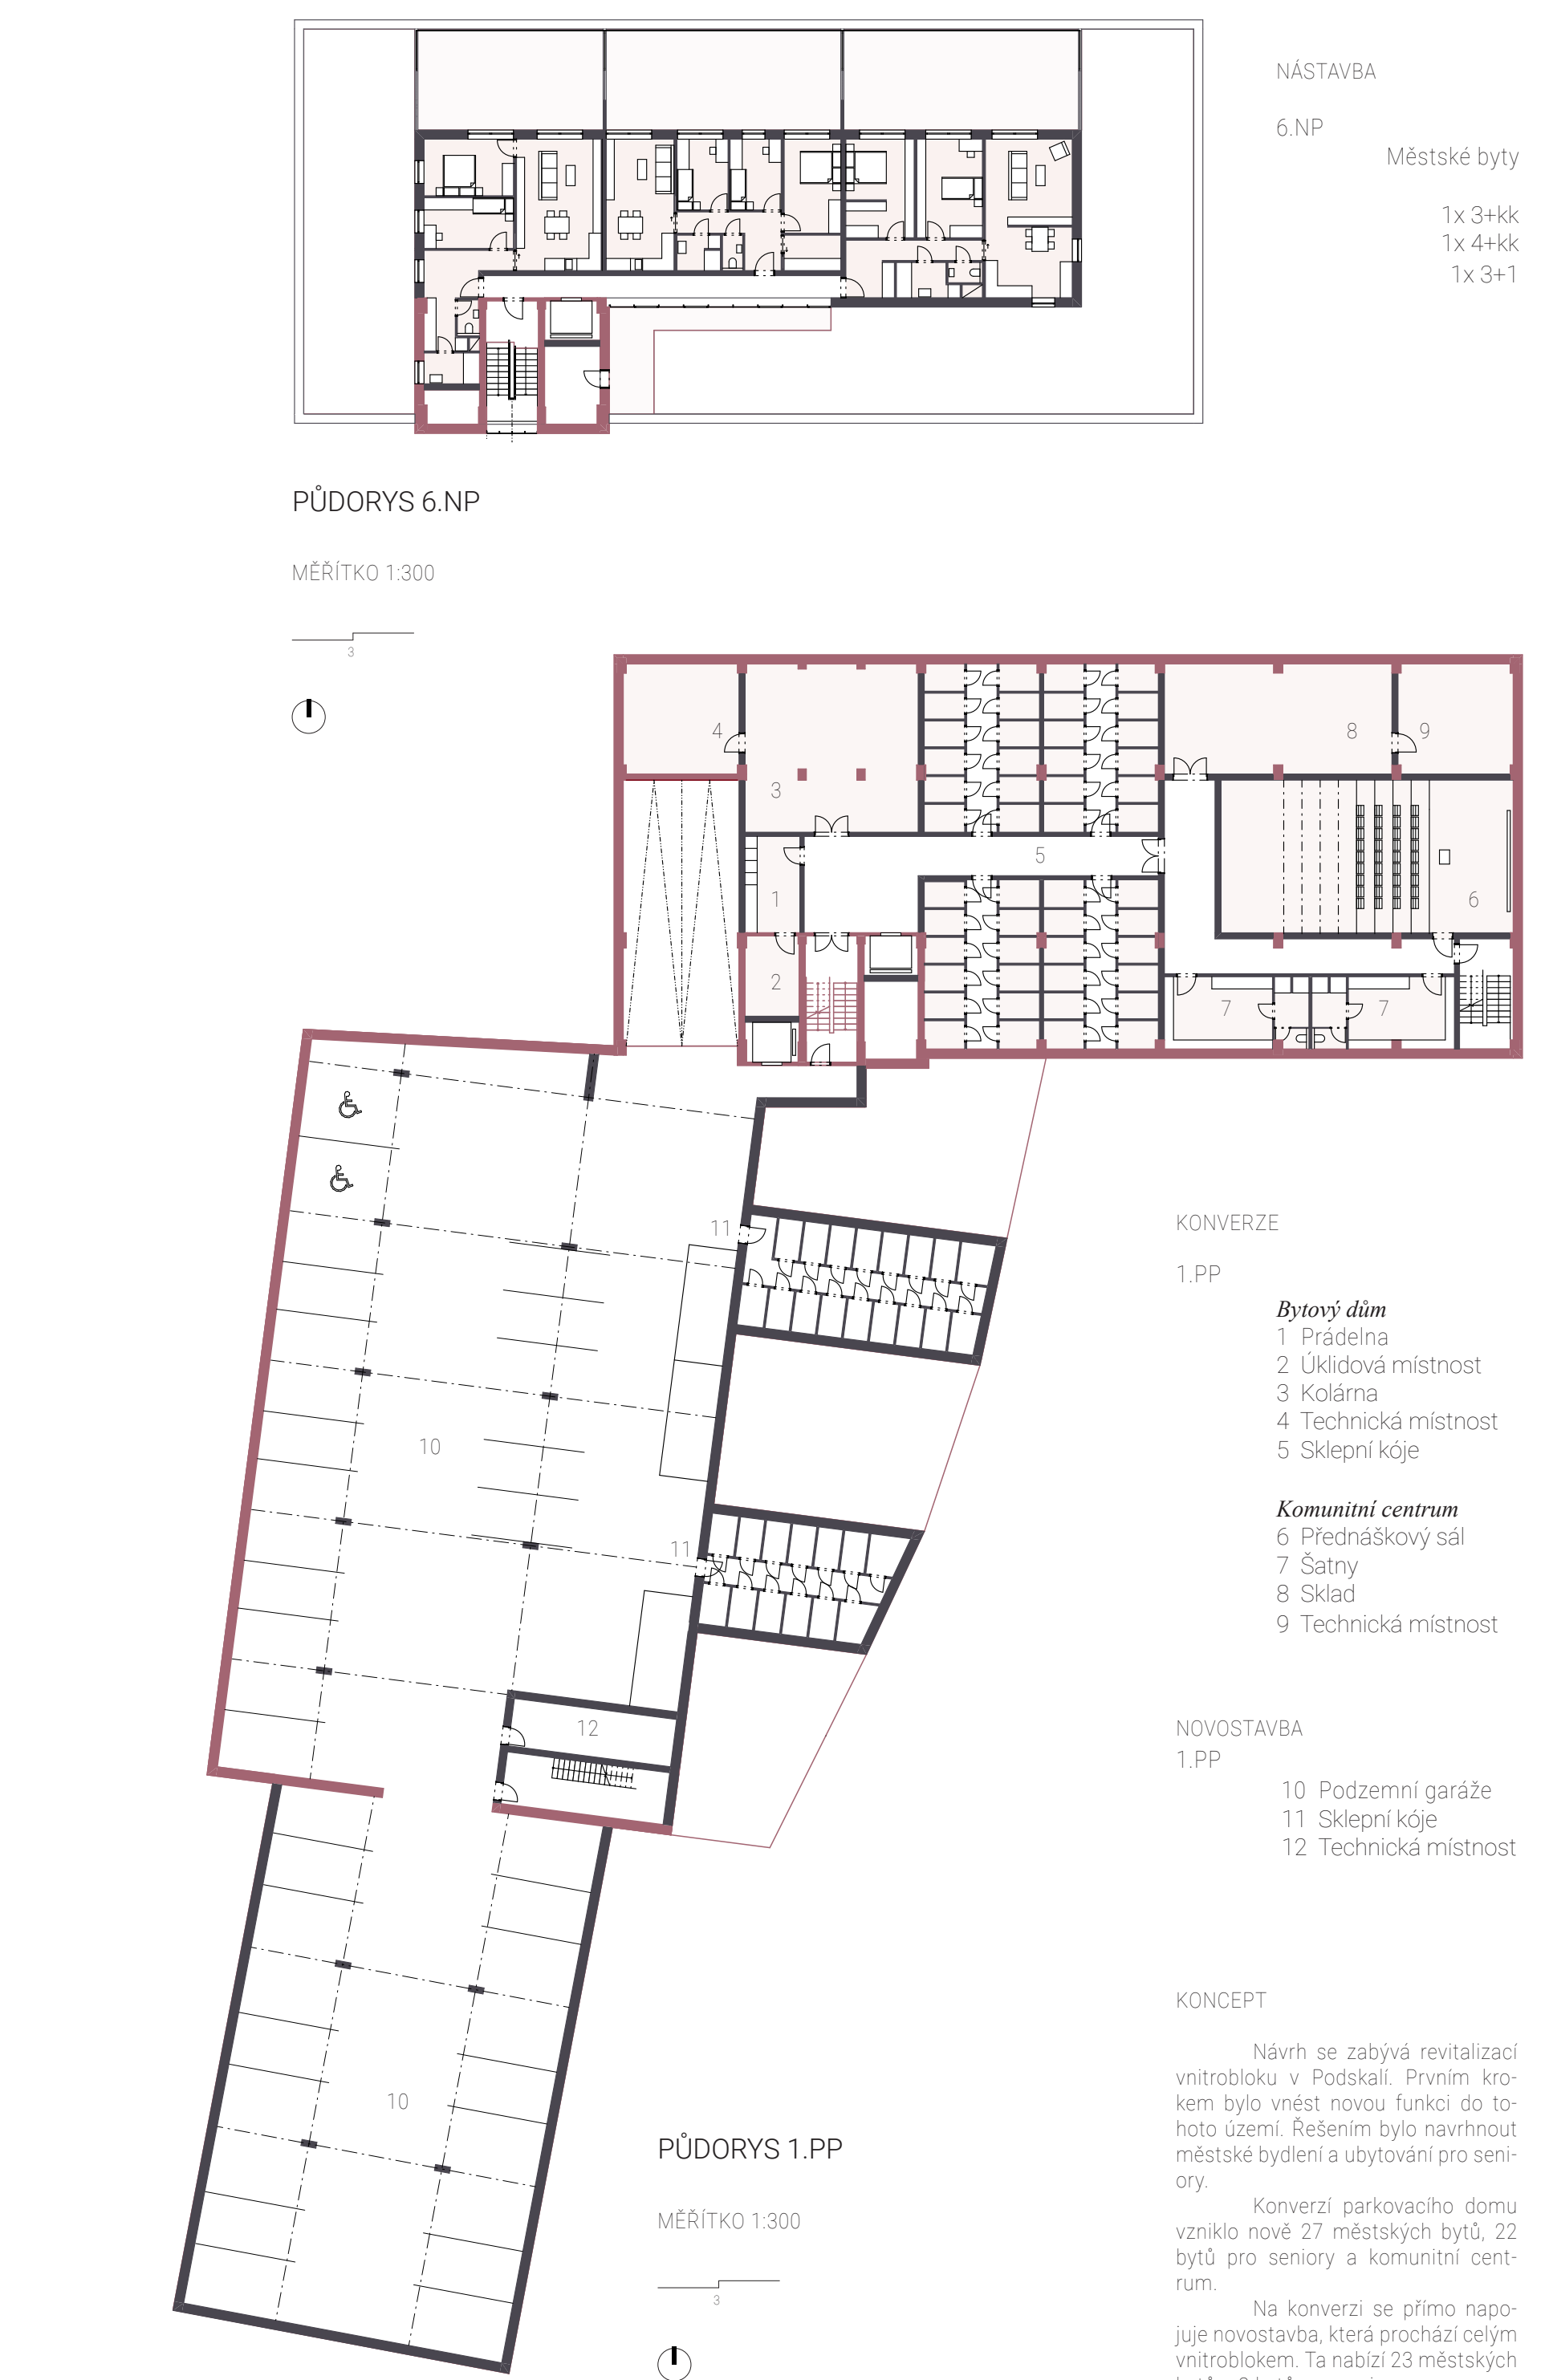 NÁSTAVBA
6.NP
Městské byty
1x 3+kk
1x 4+kk
1x 3+1
PŮDORYS 6.NP
MĚŘÍTKO 1:300
3
4
3
8
9
5
1
6
2
7
7
11
10
11
12
10
KONVERZE
1.PP
Bytový dům
1 Prádelna
2 Úklidová místnost
3 Kolárna
4 Technická místnost
5 Sklepní kóje
Komunitní centrum
6 Přednáškový sál
7 Šatny
8 Sklad
9 Technická místnost
NOVOSTAVBA
1.PP
10 Podzemní garáže
11 Sklepní kóje
12 Technická místnost
PŮDORYS 1.PP
MĚŘÍTKO 1:300
3
KONCEPT
Návrh se zabývá revitalizací
vnitrobloku v Podskalí. Prvním kro-
kem bylo vnést novou funkci do to-
hoto území. Řešením bylo navrhnout
městské bydlení a ubytování pro seni-
ory.
Konverzí parkovacího domu
vzniklo nově 27 městských bytů, 22
bytů pro seniory a komunitní cent-
rum.
Na konverzi se přímo napo-
juje novostavba, která prochází celým
vnitroblokem. Ta nabízí 23 městských